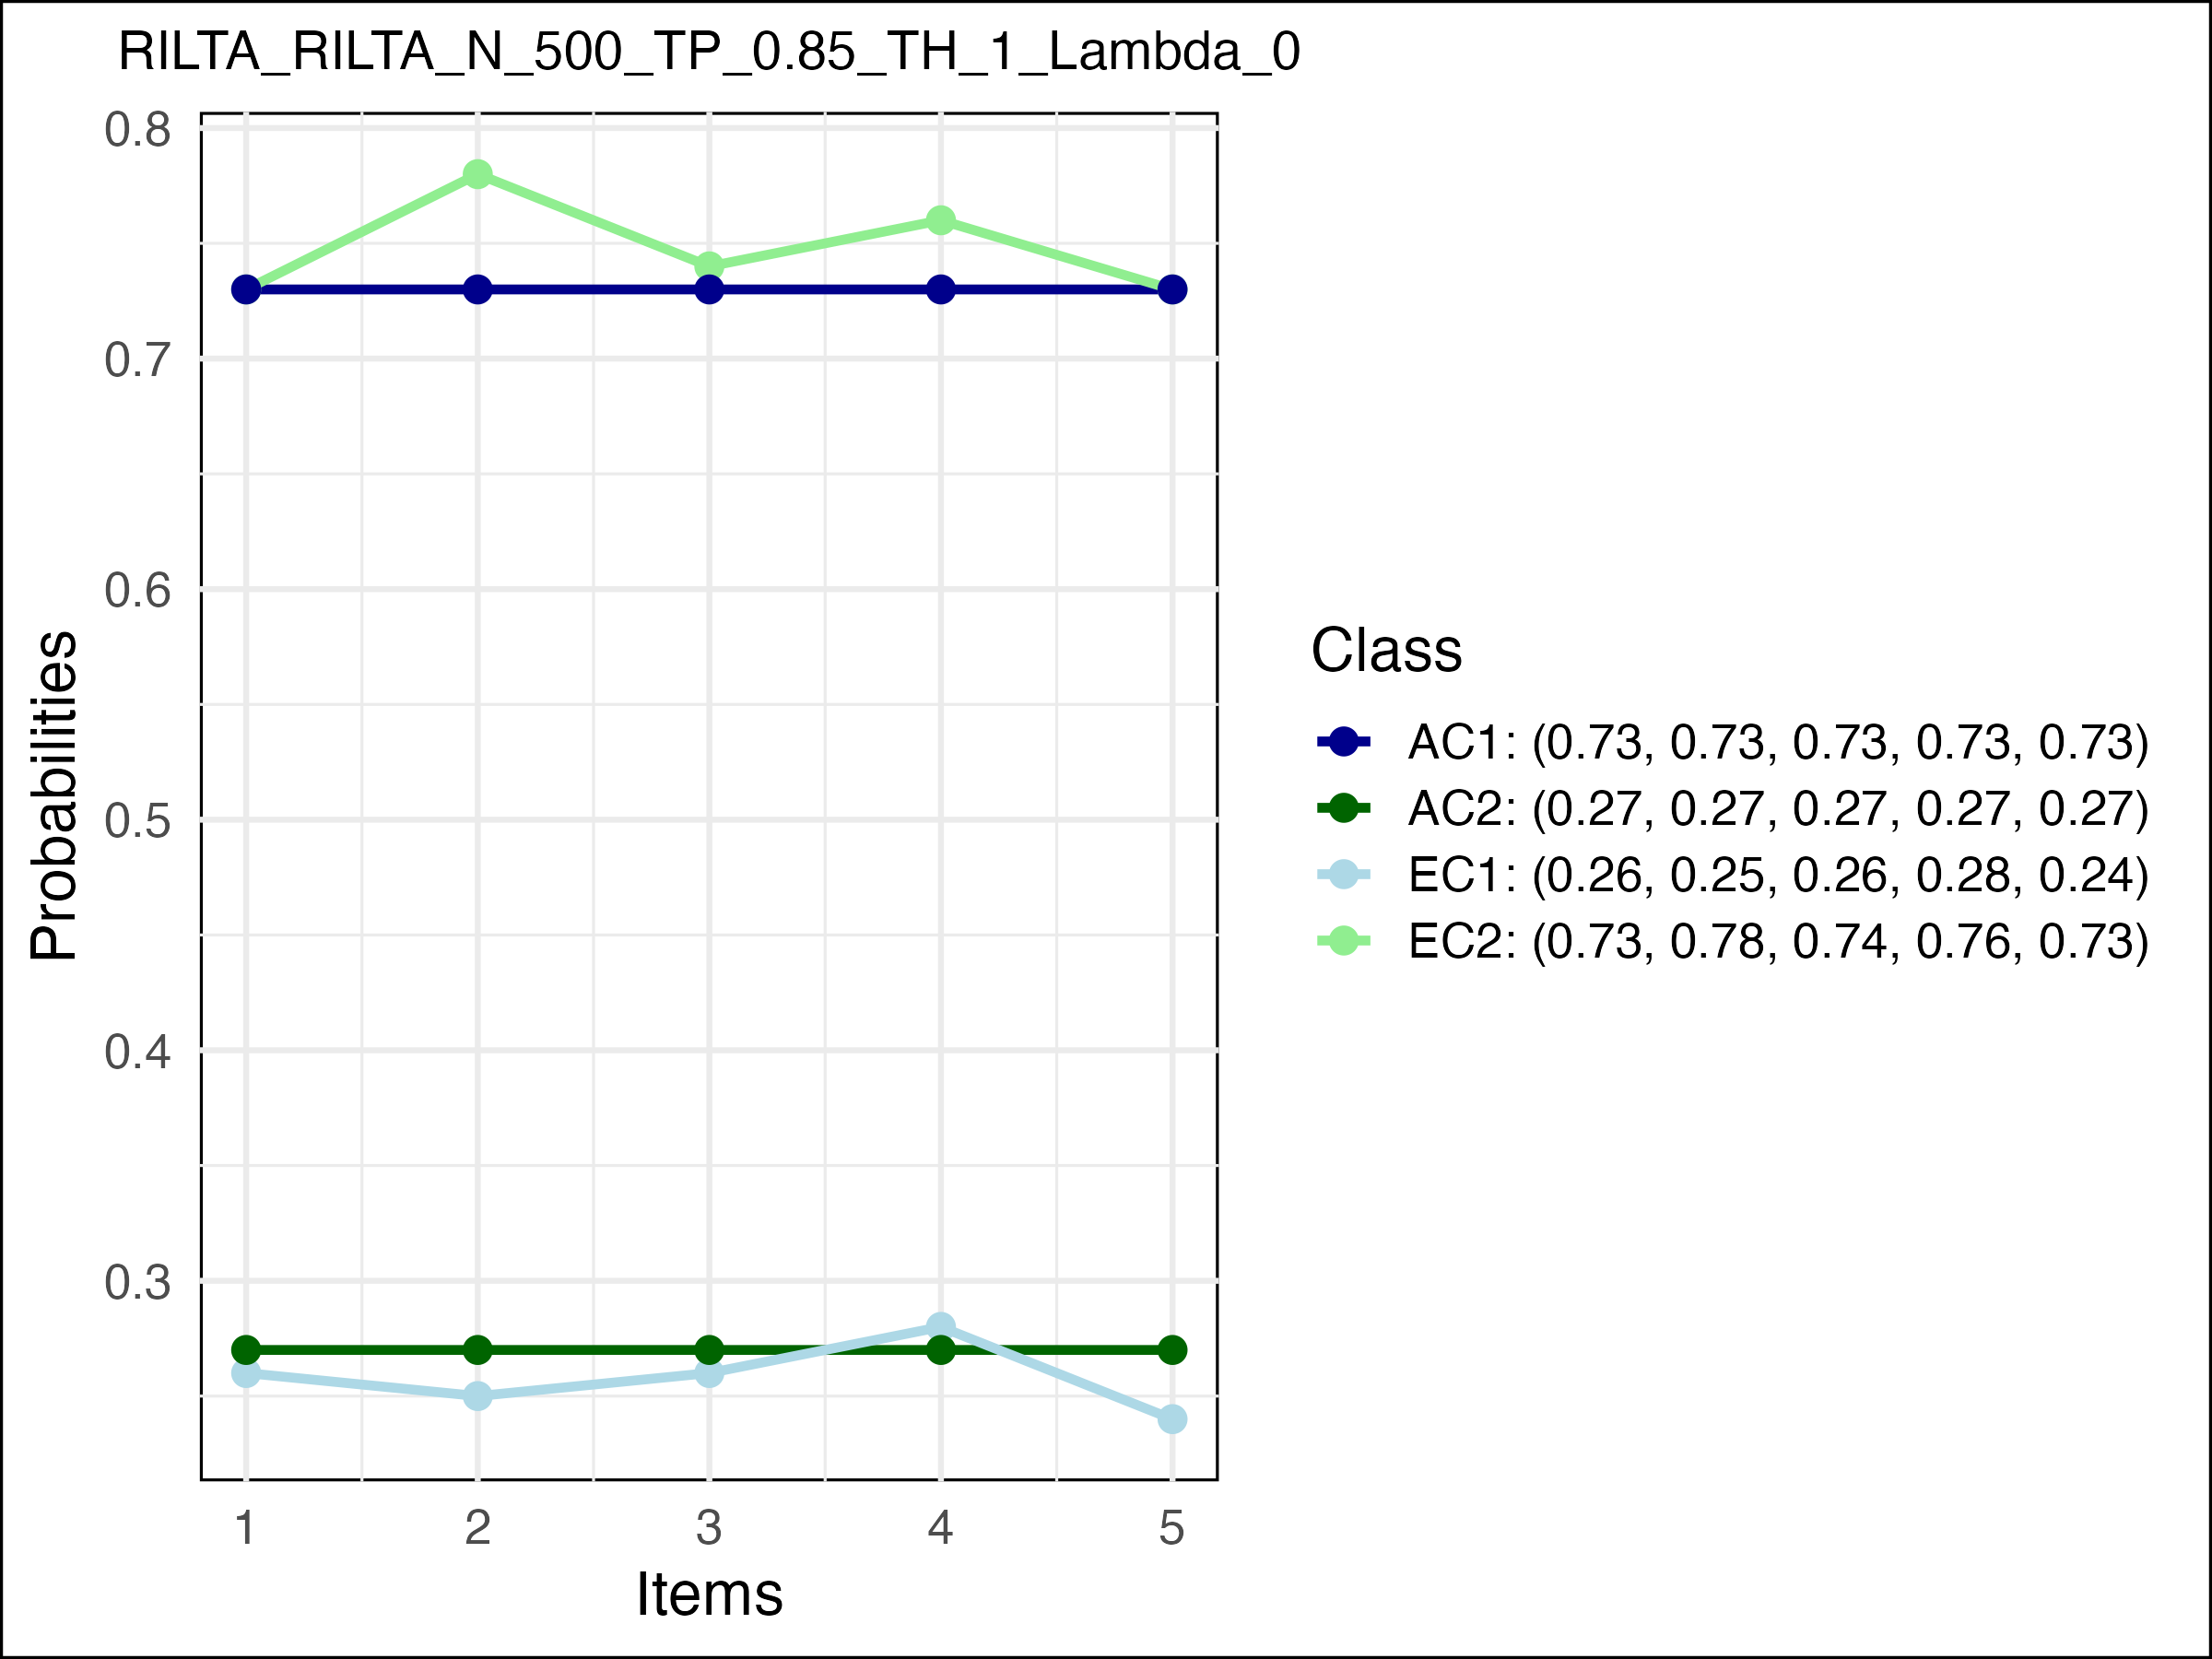 RILTA_RILTA_N_500_TP_0.85_TH_1_Lambda_0
0.8
0.7
0.6
0.5
0.4
0.3
Probabilities
1 2 3 4 5
Items
Class
AC1: (0.73, 0.73, 0.73, 0.73, 0.73)
AC2: (0.27, 0.27, 0.27, 0.27, 0.27)
EC1: (0.26, 0.25, 0.26, 0.28, 0.24)
EC2: (0.73, 0.78, 0.74, 0.76, 0.73)